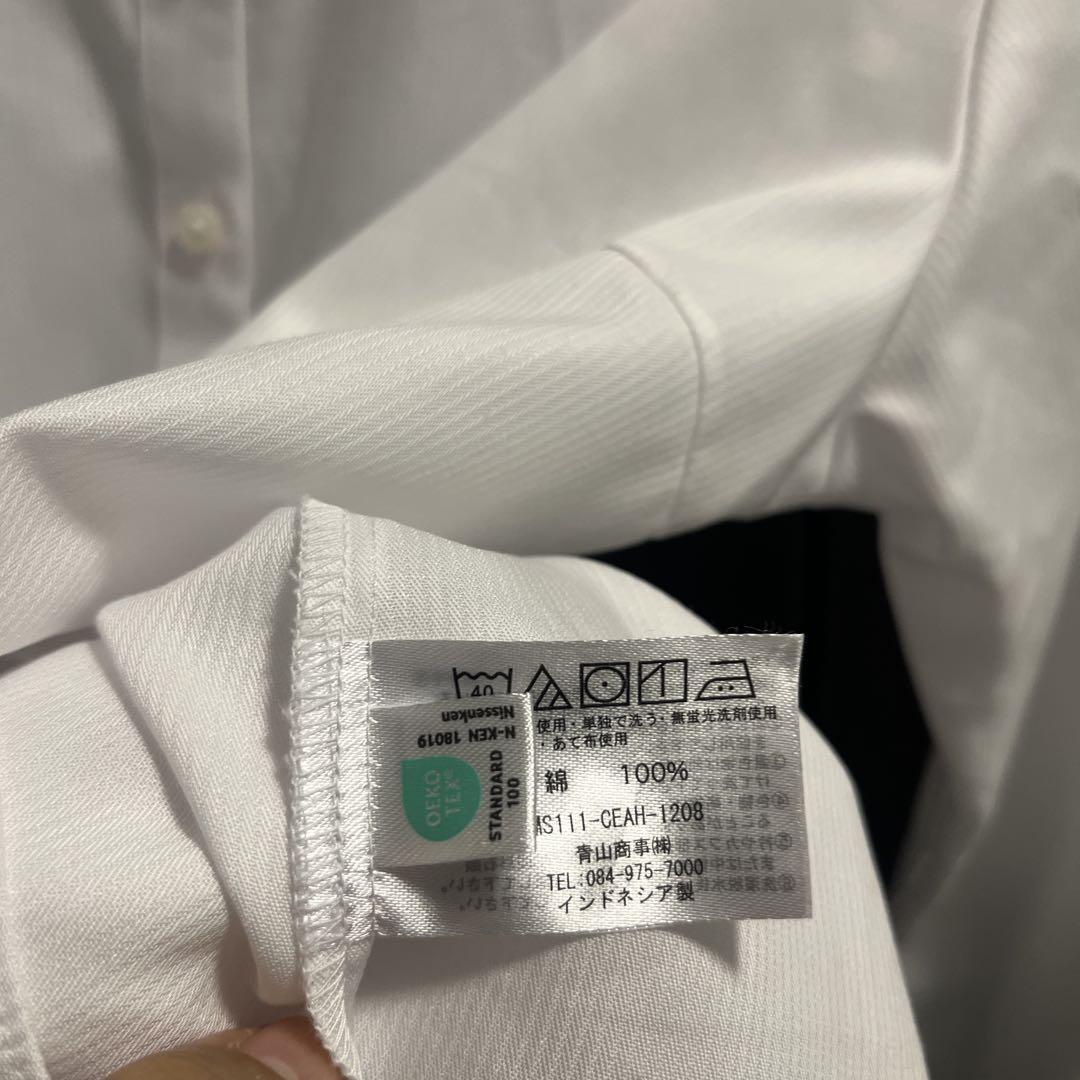 40
使用・単独で洗う・無蛍光洗剤使用
・あて布使用
綿 100%
MS111-CEAH-1208
青山商事㈱
TEL:084-975-7000
インドネシア製
OEKO
TEX®
STANDARD
100
N-KEN 18019
Nissenken